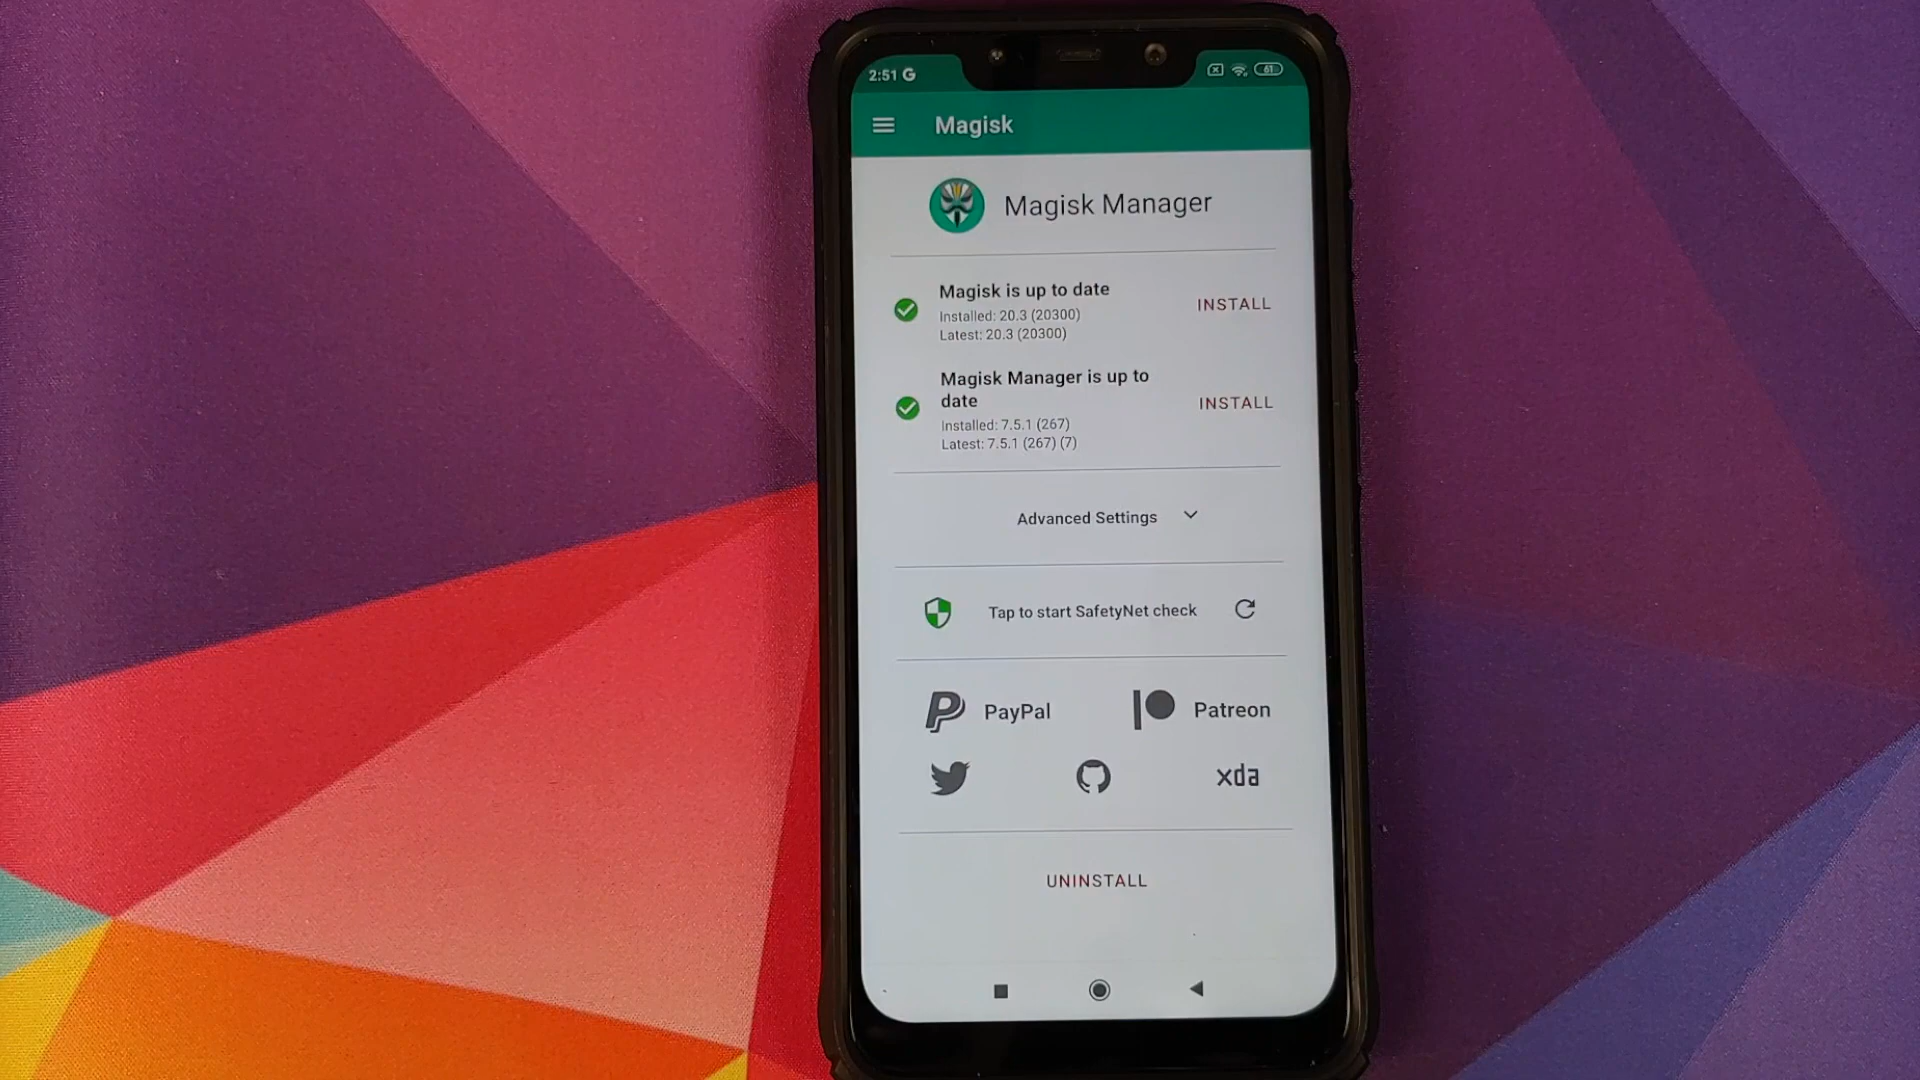 2:51 G
61
Magisk
Magisk Manager
Magisk is up to date
Installed: 20.3 (20300)
Latest: 20.3 (20300)
INSTALL
Magisk Manager is up to
date
Installed: 7.5.1 (267)
Latest: 7.5.1 (267) (7)
INSTALL
Advanced Settings
Tap to start SafetyNet check
PayPal
Patreon
xda
UNINSTALL